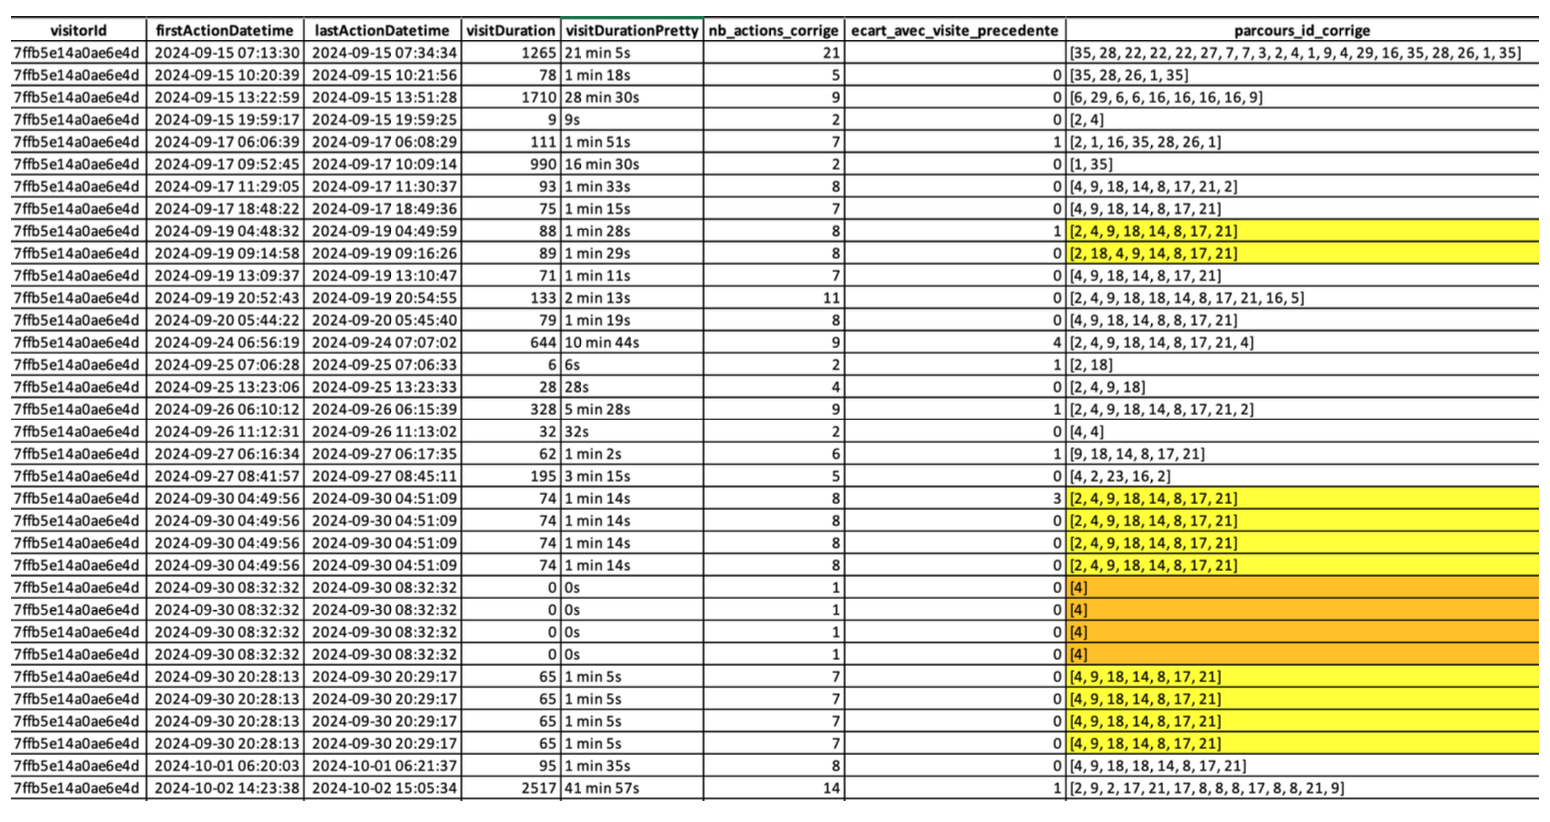 visitorId firstActionDatetime lastActionDatetime visitDuration visitDurationPretty nb_actions_corrige ecart_avec_visite_precedente parcours_id_corrige
7ffb5e14a0ae6e4d 2024-09-15 07:13:30 2024-09-15 07:34:34 1265 21 min 5s 21 [35, 28, 22, 22, 22, 27, 7, 7, 3, 2, 4, 1, 9, 4, 29, 16, 35, 28, 26, 1, 35]
7ffb5e14a0ae6e4d 2024-09-15 10:20:39 2024-09-15 10:21:56 78 1 min 18s 5 0 [35, 28, 26, 1, 35]
7ffb5e14a0ae6e4d 2024-09-15 13:22:59 2024-09-15 13:51:28 1710 28 min 30s 9 0 [6, 29, 6, 6, 16, 16, 16, 16, 9]
7ffb5e14a0ae6e4d 2024-09-15 19:59:17 2024-09-15 19:59:25 9 9s 2 0 [2, 4]
7ffb5e14a0ae6e4d 2024-09-17 06:06:39 2024-09-17 06:08:29 111 1 min 51s 7 1 [2, 1, 16, 35, 28, 26, 1]
7ffb5e14a0ae6e4d 2024-09-17 09:52:45 2024-09-17 10:09:14 990 16 min 30s 2 0 [1, 35]
7ffb5e14a0ae6e4d 2024-09-17 11:29:05 2024-09-17 11:30:37 93 1 min 33s 8 0 [4, 9, 18, 14, 8, 17, 21, 2]
7ffb5e14a0ae6e4d 2024-09-17 18:48:22 2024-09-17 18:49:36 75 1 min 15s 7 0 [4, 9, 18, 14, 8, 17, 21]
7ffb5e14a0ae6e4d 2024-09-19 04:48:32 2024-09-19 04:49:59 88 1 min 28s 8 1 [2, 4, 9, 18, 14, 8, 17, 21]
7ffb5e14a0ae6e4d 2024-09-19 09:14:58 2024-09-19 09:16:26 89 1 min 29s 8 0 [2, 18, 4, 9, 14, 8, 17, 21]
7ffb5e14a0ae6e4d 2024-09-19 13:09:37 2024-09-19 13:10:47 71 1 min 11s 7 0 [4, 9, 18, 14, 8, 17, 21]
7ffb5e14a0ae6e4d 2024-09-19 20:52:43 2024-09-19 20:54:55 133 2 min 13s 11 0 [2, 4, 9, 18, 18, 14, 8, 17, 21, 16, 5]
7ffb5e14a0ae6e4d 2024-09-20 05:44:22 2024-09-20 05:45:40 79 1 min 19s 8 0 [4, 9, 18, 14, 8, 8, 17, 21]
7ffb5e14a0ae6e4d 2024-09-24 06:56:19 2024-09-24 07:07:02 644 10 min 44s 9 4 [2, 4, 9, 18, 14, 8, 17, 21, 4]
7ffb5e14a0ae6e4d 2024-09-25 07:06:28 2024-09-25 07:06:33 6 6s 2 1 [2, 18]
7ffb5e14a0ae6e4d 2024-09-25 13:23:06 2024-09-25 13:23:33 28 28s 4 0 [2, 4, 9, 18]
7ffb5e14a0ae6e4d 2024-09-26 06:10:12 2024-09-26 06:15:39 328 5 min 28s 9 1 [2, 4, 9, 18, 14, 8, 17, 21, 2]
7ffb5e14a0ae6e4d 2024-09-26 11:12:31 2024-09-26 11:13:02 32 32s 2 0 [4, 4]
7ffb5e14a0ae6e4d 2024-09-27 06:16:34 2024-09-27 06:17:35 62 1 min 2s 6 1 [9, 18, 14, 8, 17, 21]
7ffb5e14a0ae6e4d 2024-09-27 08:41:57 2024-09-27 08:45:11 195 3 min 15s 5 0 [4, 2, 23, 16, 2]
7ffb5e14a0ae6e4d 2024-09-30 04:49:56 2024-09-30 04:51:09 74 1 min 14s 8 3 [2, 4, 9, 18, 14, 8, 17, 21]
7ffb5e14a0ae6e4d 2024-09-30 04:49:56 2024-09-30 04:51:09 74 1 min 14s 8 0 [2, 4, 9, 18, 14, 8, 17, 21]
7ffb5e14a0ae6e4d 2024-09-30 04:49:56 2024-09-30 04:51:09 74 1 min 14s 8 0 [2, 4, 9, 18, 14, 8, 17, 21]
7ffb5e14a0ae6e4d 2024-09-30 04:49:56 2024-09-30 04:51:09 74 1 min 14s 8 0 [2, 4, 9, 18, 14, 8, 17, 21]
7ffb5e14a0ae6e4d 2024-09-30 08:32:32 2024-09-30 08:32:32 0 0s 1 0 [4]
7ffb5e14a0ae6e4d 2024-09-30 08:32:32 2024-09-30 08:32:32 0 0s 1 0 [4]
7ffb5e14a0ae6e4d 2024-09-30 08:32:32 2024-09-30 08:32:32 0 0s 1 0 [4]
7ffb5e14a0ae6e4d 2024-09-30 08:32:32 2024-09-30 08:32:32 0 0s 1 0 [4]
7ffb5e14a0ae6e4d 2024-09-30 20:28:13 2024-09-30 20:29:17 65 1 min 5s 7 0 [4, 9, 18, 14, 8, 17, 21]
7ffb5e14a0ae6e4d 2024-09-30 20:28:13 2024-09-30 20:29:17 65 1 min 5s 7 0 [4, 9, 18, 14, 8, 17, 21]
7ffb5e14a0ae6e4d 2024-09-30 20:28:13 2024-09-30 20:29:17 65 1 min 5s 7 0 [4, 9, 18, 14, 8, 17, 21]
7ffb5e14a0ae6e4d 2024-09-30 20:28:13 2024-09-30 20:29:17 65 1 min 5s 7 0 [4, 9, 18, 14, 8, 17, 21]
7ffb5e14a0ae6e4d 2024-10-01 06:20:03 2024-10-01 06:21:37 95 1 min 35s 8 0 [4, 9, 18, 18, 14, 8, 17, 21]
7ffb5e14a0ae6e4d 2024-10-02 14:23:38 2024-10-02 15:05:34 2517 41 min 57s 14 1 [2, 9, 2, 17, 21, 17, 8, 8, 8, 17, 8, 8, 21, 9]